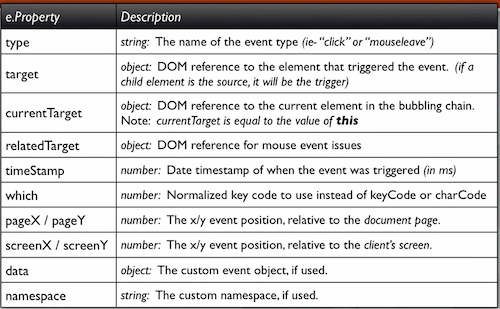 e.Property Description
type string: The name of the event type (ie- “click” or “mouseleave”)
target object: DOM reference to the element that triggered the event. (if a
child element is the source, it will be the trigger)
currentTarget object: DOM reference to the current element in the bubbling chain.
Note: currentTarget is equal to the value of this
relatedTarget object: DOM reference for mouse event issues
timeStamp number: Date timestamp of when the event was triggered (in ms)
which number: Normalized key code to use instead of keyCode or charCode
pageX / pageY number: The x/y event position, relative to the document page.
screenX / screenY number: The x/y event position, relative to the client’s screen.
data object: The custom event object, if used.
namespace string: The custom namespace, if used.